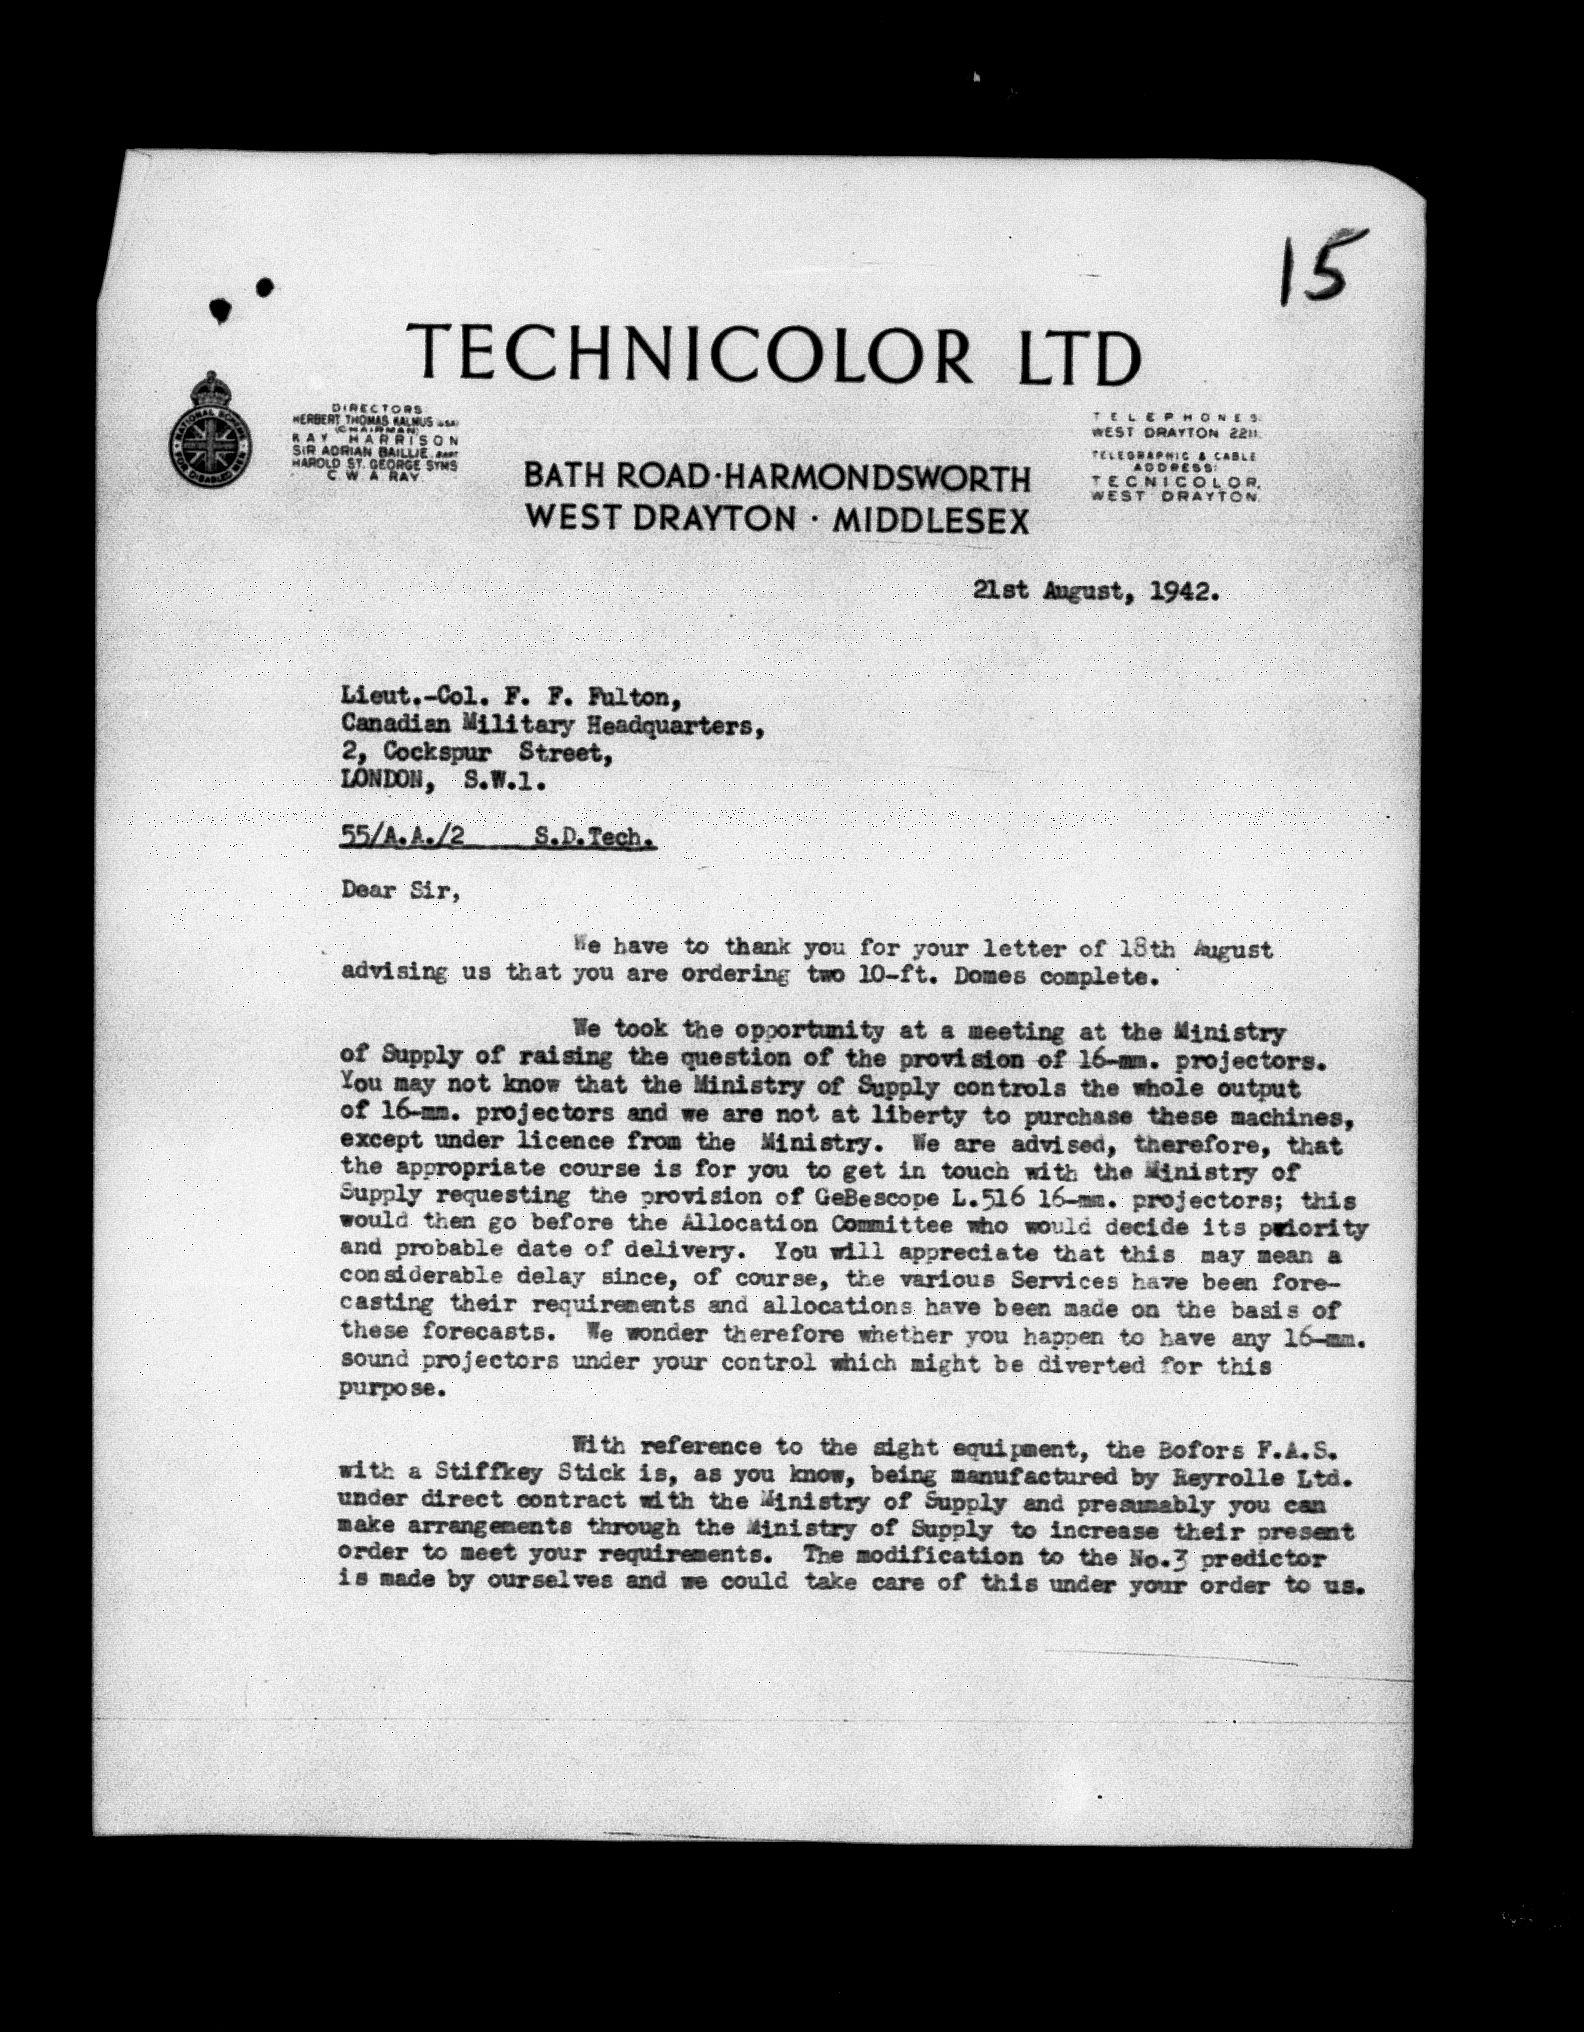 15
TECHNICOLOR LTD
NATIONAL SCHEME
FOR DISABLED MEN
DIRECTORS
HERBERT THOMAS KALMUS (USA)
(CHAIRMAN)
KAY HARRISON
SIR ADRIAN BAILLIE, BART
HAROLD ST. GEORGE SYMS
C. W. A. RAY.
TELEPHONES:
WEST DRAYTON 2211.
TELEGRAPHIC & CABLE
ADDRESS:
TECNICOLOR,
WEST DRAYTON.
BATH ROAD·HARMONDSWORTH
WEST DRAYTON · MIDDLESEX
21st August, 1942.
Lieut.-Col. F. F. Fulton,
Canadian Military Headquarters,
2, Cockspur Street,
LONDON, S.W.1.
55/A.A./2 S.D.Tech.
Dear Sir,
We have to thank you for your letter of 18th August
advising us that you are ordering two 10-ft. Domes complete.
We took the opportunity at a meeting at the Ministry
of Supply of raising the question of the provision of 16-mm. projectors.
You may not know that the Ministry of Supply controls the whole output
of 16-mm. projectors and we are not at liberty to purchase these machines,
except under licence from the Ministry. We are advised, therefore, that
the appropriate course is for you to get in touch with the Ministry of
Supply requesting the provision of GeBescope L.516 16-mm. projectors; this
would then go before the Allocation Committee who would decide its priority
and probable date of delivery. You will appreciate that this may mean a
considerable delay since, of course, the various Services have been fore-
casting their requirements and allocations have been made on the basis of
these forecasts. We wonder therefore whether you happen to have any 16-mm.
sound projectors under your control which might be diverted for this
purpose.
With reference to the sight equipment, the Bofors F.A.S.
with a Stiffkey Stick is, as you know, being manufactured by Reyrolle Ltd.
under direct contract with the Ministry of Supply and presumably you can
make arrangements through the Ministry of Supply to increase their present
order to meet your requirements. The modification to the No.3 predictor
is made by ourselves and we could take care of this under your order to us.